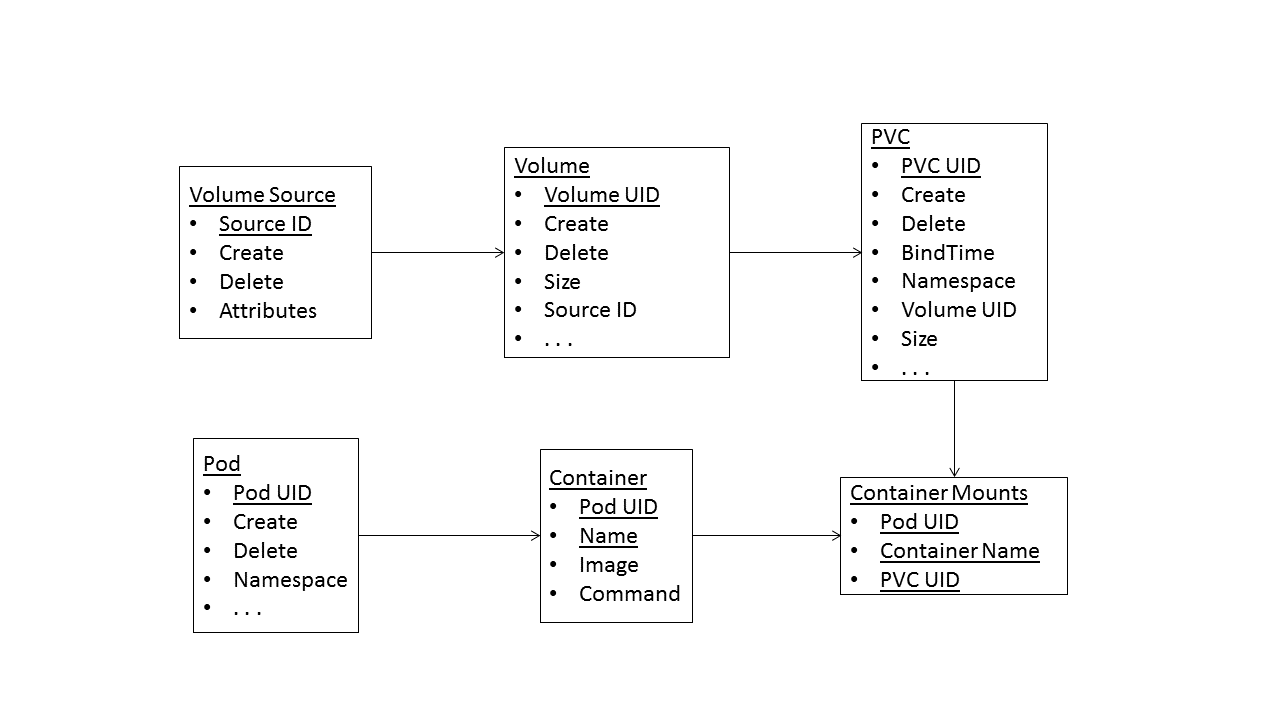 Volume Source
• Source ID
• Create
• Delete
• Attributes
Volume
• Volume UID
• Create
• Delete
• Size
• Source ID
• . . .
PVC
• PVC UID
• Create
• Delete
• BindTime
• Namespace
• Volume UID
• Size
• . . .
Pod
• Pod UID
• Create
• Delete
• Namespace
• . . .
Container
• Pod UID
• Name
• Image
• Command
Container Mounts
• Pod UID
• Container Name
• PVC UID